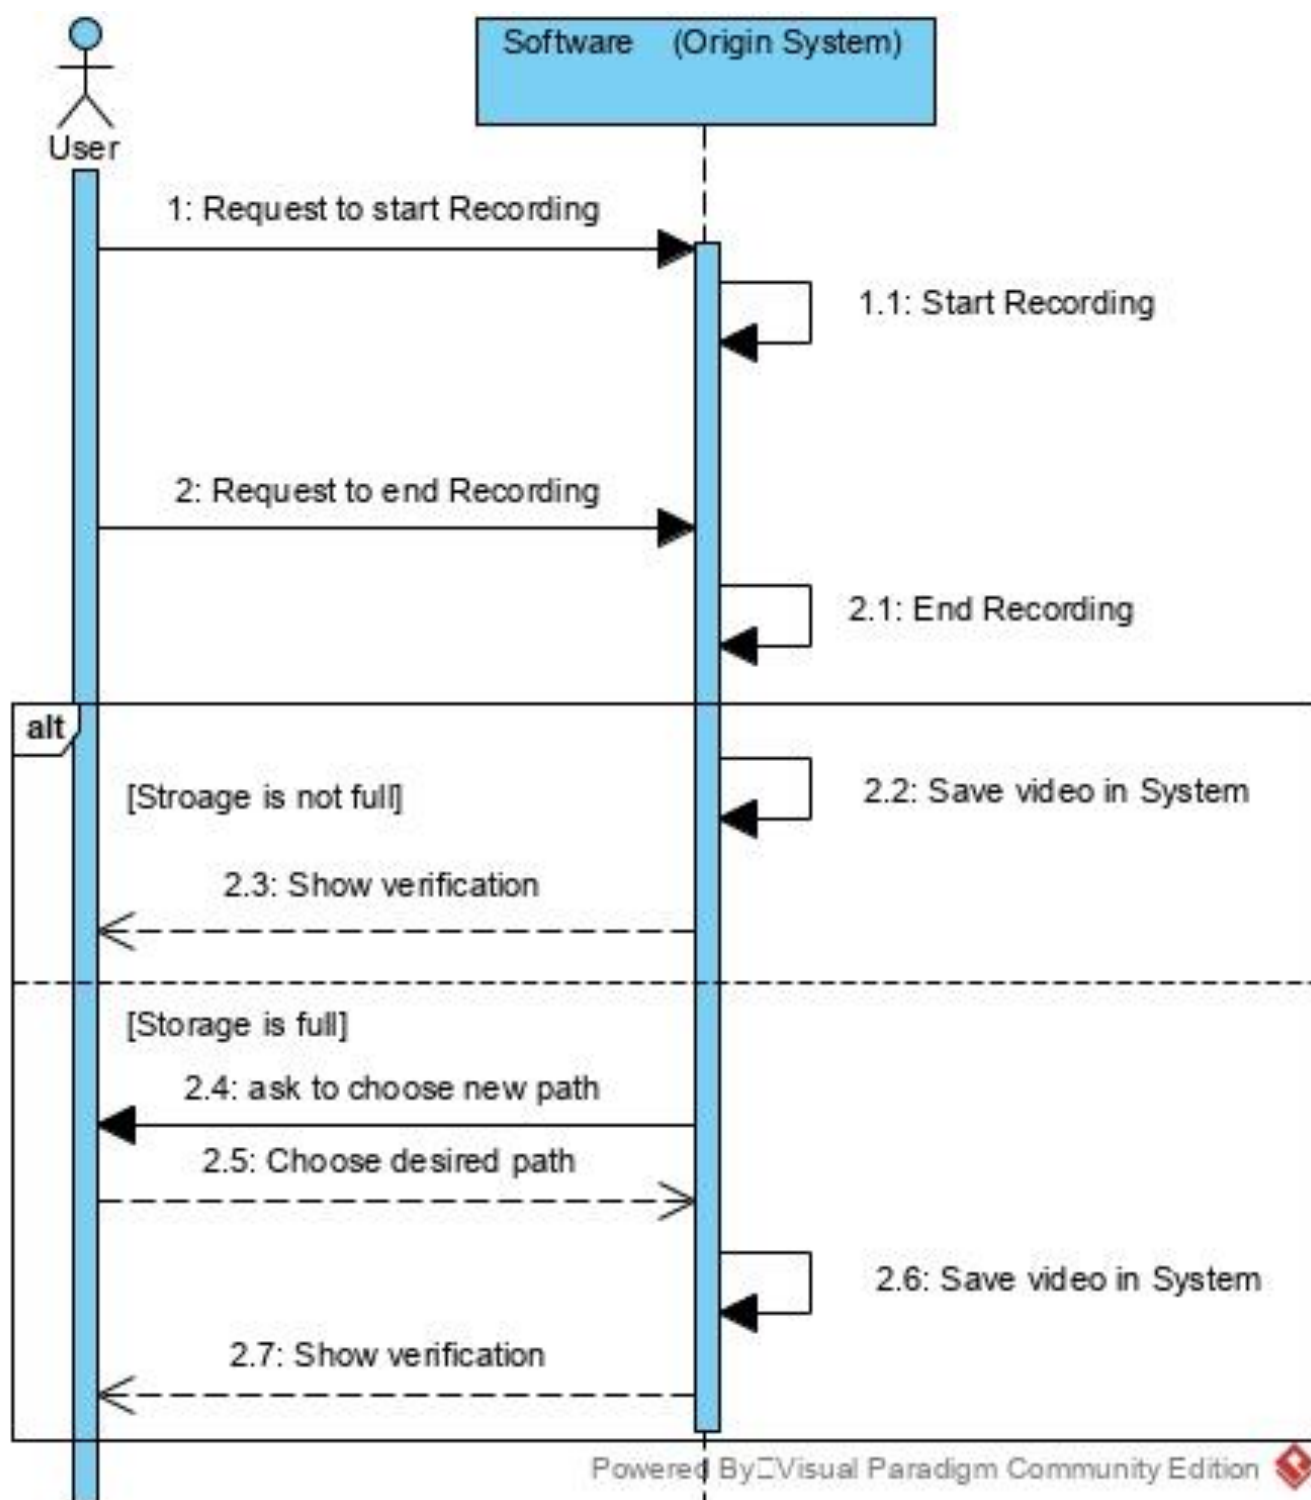 Software (Origin System)
User
1: Request to start Recording
1.1: Start Recording
2: Request to end Recording
2.1: End Recording
alt
[Stroage is not full]
2.2: Save video in System
2.3: Show verification
[Storage is full]
2.4: ask to choose new path
2.5: Choose desired path
2.6: Save video in System
2.7: Show verification
Powered By□Visual Paradigm Community Edition